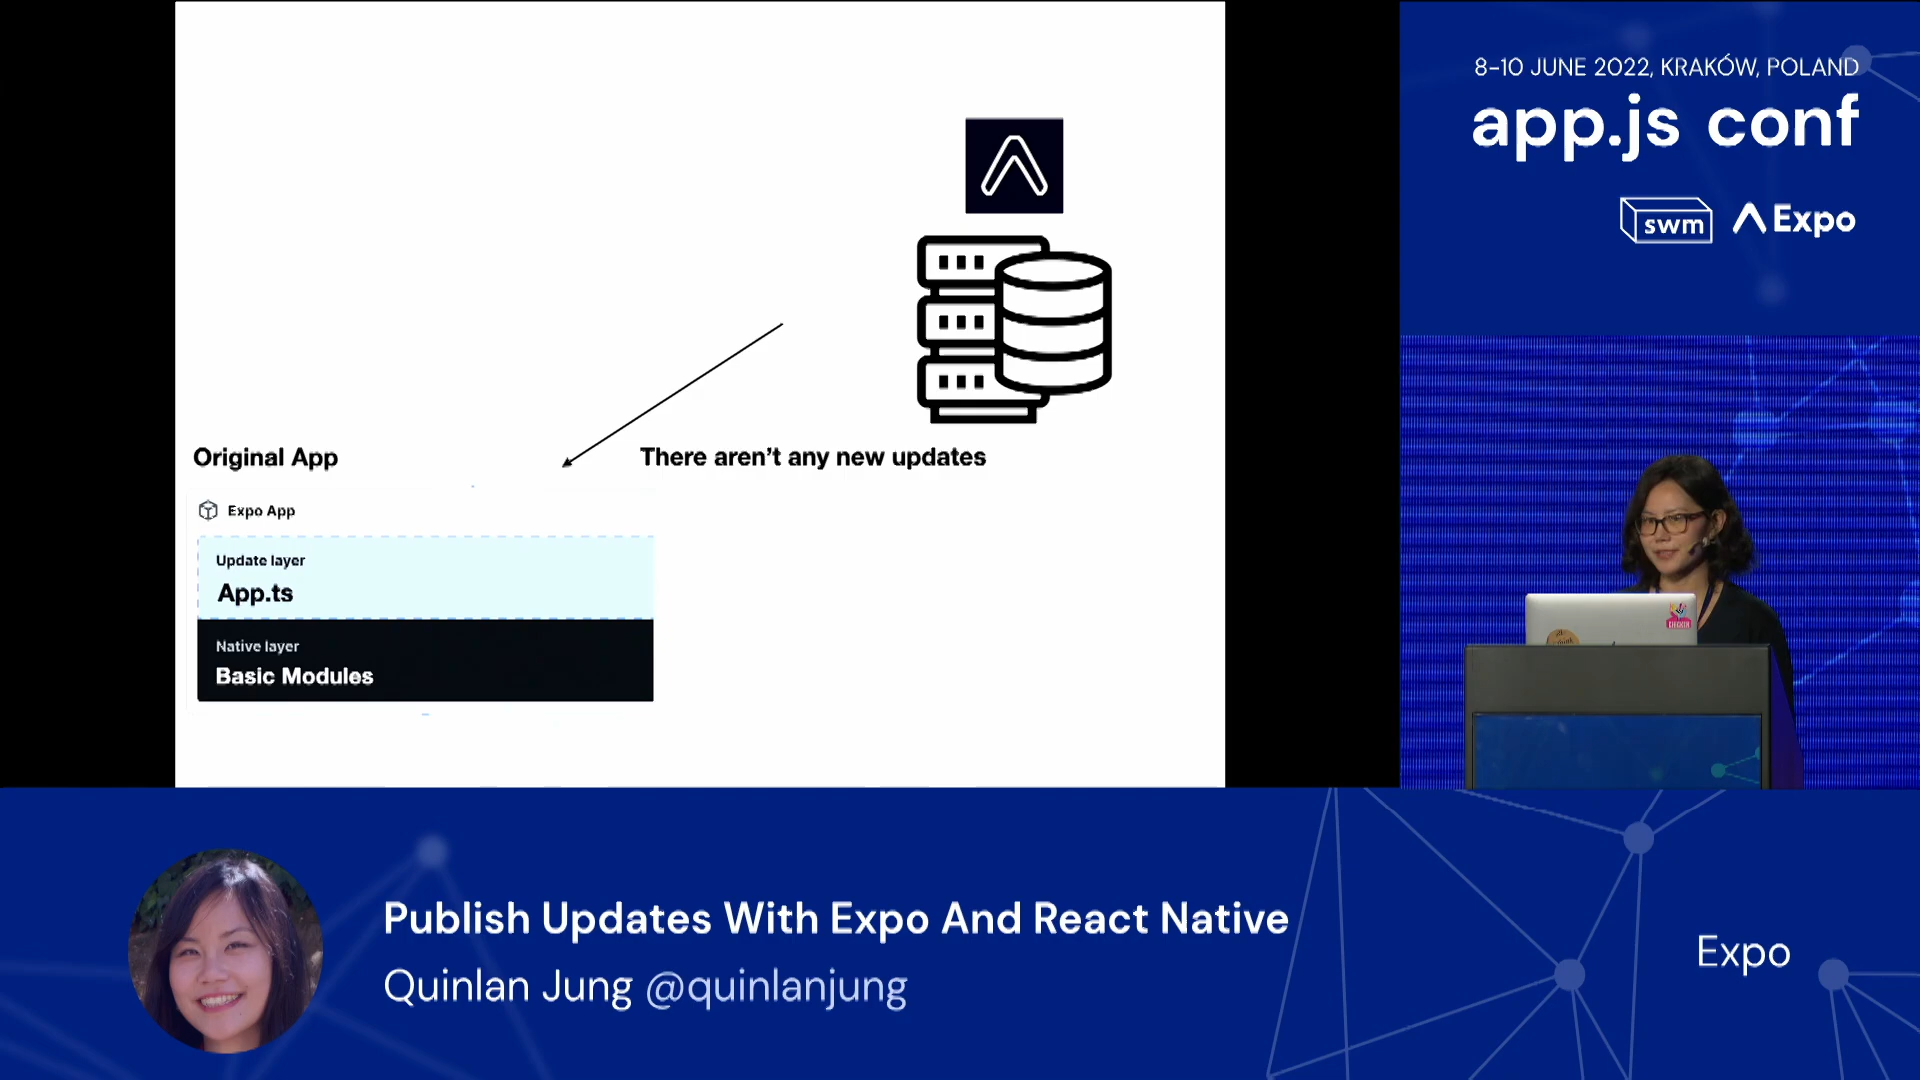 Original App
There aren't any new updates
Expo App
Update layer
App.ts
Native layer
Basic Modules
8–10 JUNE 2022, KRAKÓW, POLAND
app.js conf
swm
Expo
Publish Updates With Expo And React Native
Quinlan Jung @quinlanjung
Expo